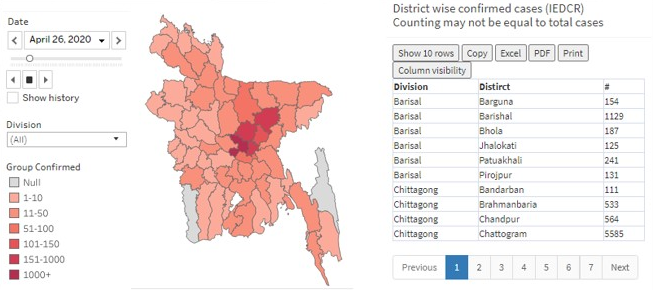 Date
April 26, 2020
Show history
Division
(All)
Group Confirmed
Null
1-10
11-50
51-100
101-150
151-1000
1000+
District wise confirmed cases (IEDCR)
Counting may not be equal to total cases
Show 10 rows Copy Excel PDF Print
Column visibility
Division District #
Barisal Barguna 154
Barisal Barishal 1129
Barisal Bhola 187
Barisal Jhalokati 125
Barisal Patuakhali 241
Barisal Pirojpur 131
Chittagong Bandarban 111
Chittagong Brahmanbaria 533
Chittagong Chandpur 564
Chittagong Chattogram 5585
Previous 1 2 3 4 5 6 7 Next